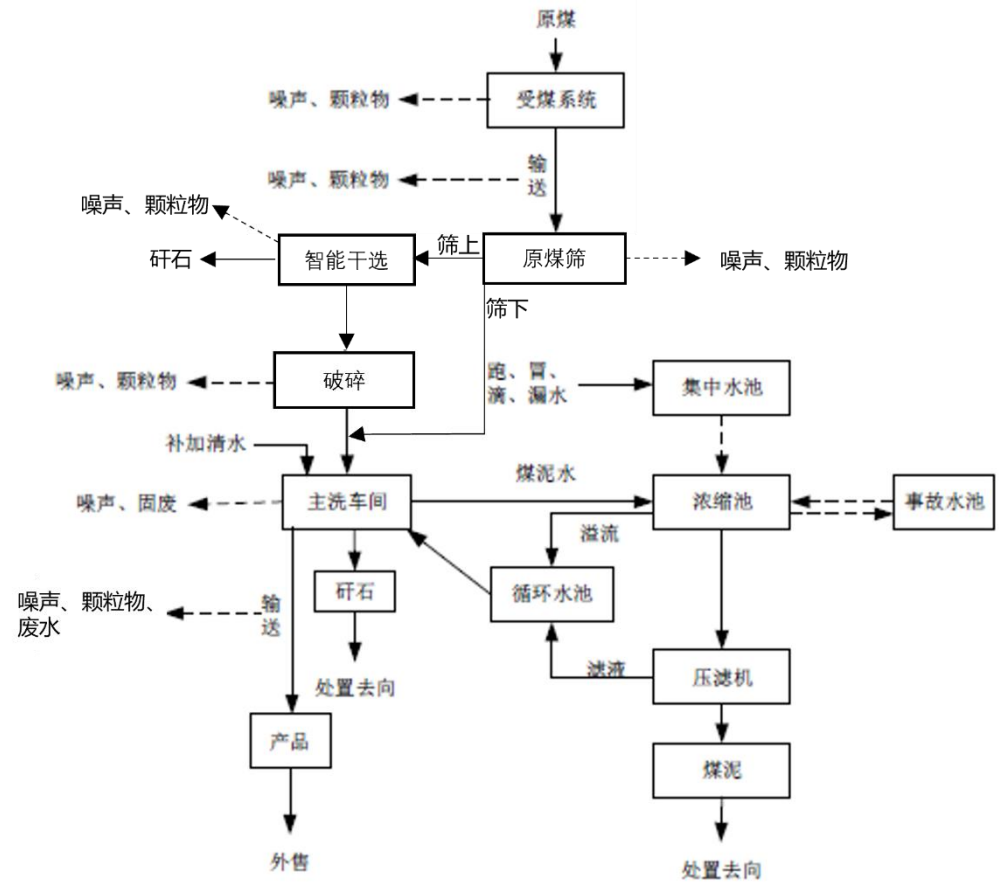 原煤
噪声、颗粒物
受煤系统
噪声、颗粒物
输
送
噪声、颗粒物
矸石
智能干选
筛上
原煤筛
噪声、颗粒物
筛下
噪声、颗粒物
破碎
跑、冒、
滴、漏水
集中水池
补加清水
噪声、固废
主洗车间
煤泥水
浓缩池
事故水池
溢流
循环水池
矸石
噪声、颗粒物、
废水
输
送
处置去向
滤液
压滤机
产品
煤泥
外售
处置去向